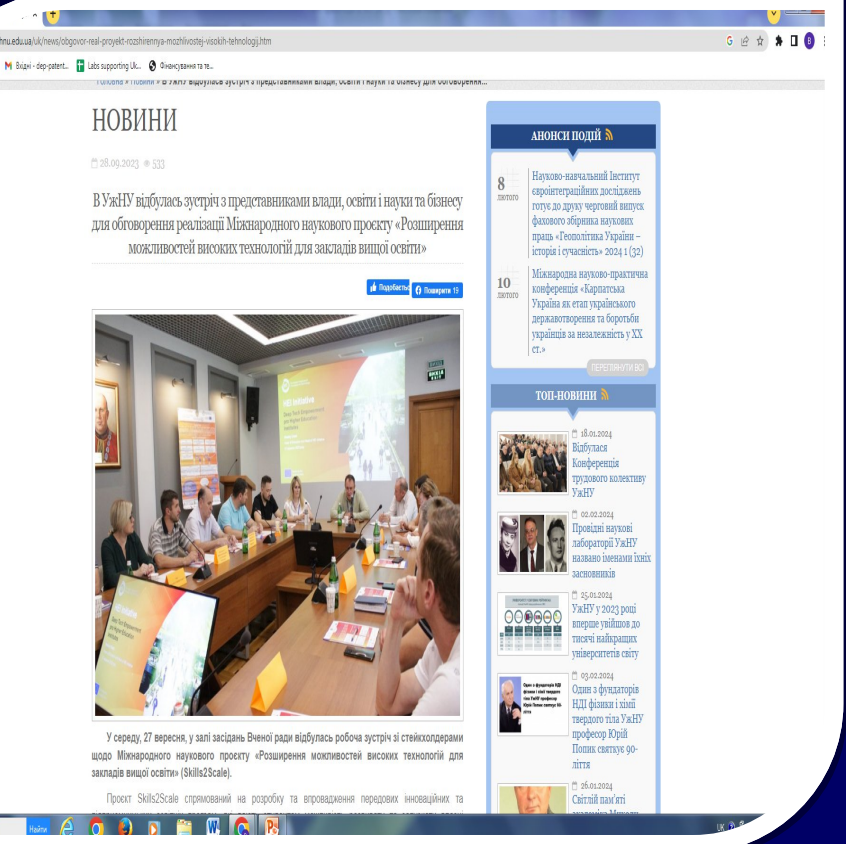 hnu.edu.ua/uk/news/obgovor-real-proyekt-rozshirennya-mozhlivostej-visokih-tehnologij.htm
Вхідні - dep-patent...
Labs supporting Uk...
Фінансування та те...
Головна » Новини » В УжНУ відбулась зустріч з представниками влади, освіти і науки та бізнесу для обговорення...
НОВИНИ
28.09.2023 533
В УжНУ відбулась зустріч з представниками влади, освіти і науки та бізнесу
для обговорення реалізації Міжнародного наукового проєкту «Розширення
можливостей високих технологій для закладів вищої освіти»
Подобаєтьс
Поширити 19
HEI Initiative
У середу, 27 вересня, у залі засідань Вченої ради відбулась робоча зустріч зі стейкхолдерами
щодо Міжнародного наукового проєкту «Розширення можливостей високих технологій для
закладів вищої освіти» (Skills2Scale).
Проєкт Skills2Scale спрямований на розробку та впровадження передових інноваційних та
АНОНСИ ПОДІЙ
8
лютого
Науково-навчальний Інститут
євроінтеграційних досліджень
готує до друку черговий випуск
фахового збірника наукових
праць «Геополітика України –
історія і сучасність» 2024 1 (32)
10
лютого
Міжнародна науково-практична
конференція «Карпатська
Україна як етап українського
державотворення та боротьби
українців за незалежність у ХХ
ст.»
ПЕРЕГЛЯНУТИ ВСІ
ТОП-НОВИНИ
18.01.2024
Відбулася
Конференція
трудового колективу
УжНУ
02.02.2024
Провідні наукові
лабораторії УжНУ
названо іменами їхніх
засновників
25.01.2024
УжНУ у 2023 році
вперше увійшов до
тисячі найкращих
університетів світу
03.02.2024
Один з фундаторів
НДІ фізики і хімії
твердого тіла УжНУ
професор Юрій
Попик святкує 90-
ліття
26.01.2024
Світлій пам'яті
академіка Миколи
Найти
UK